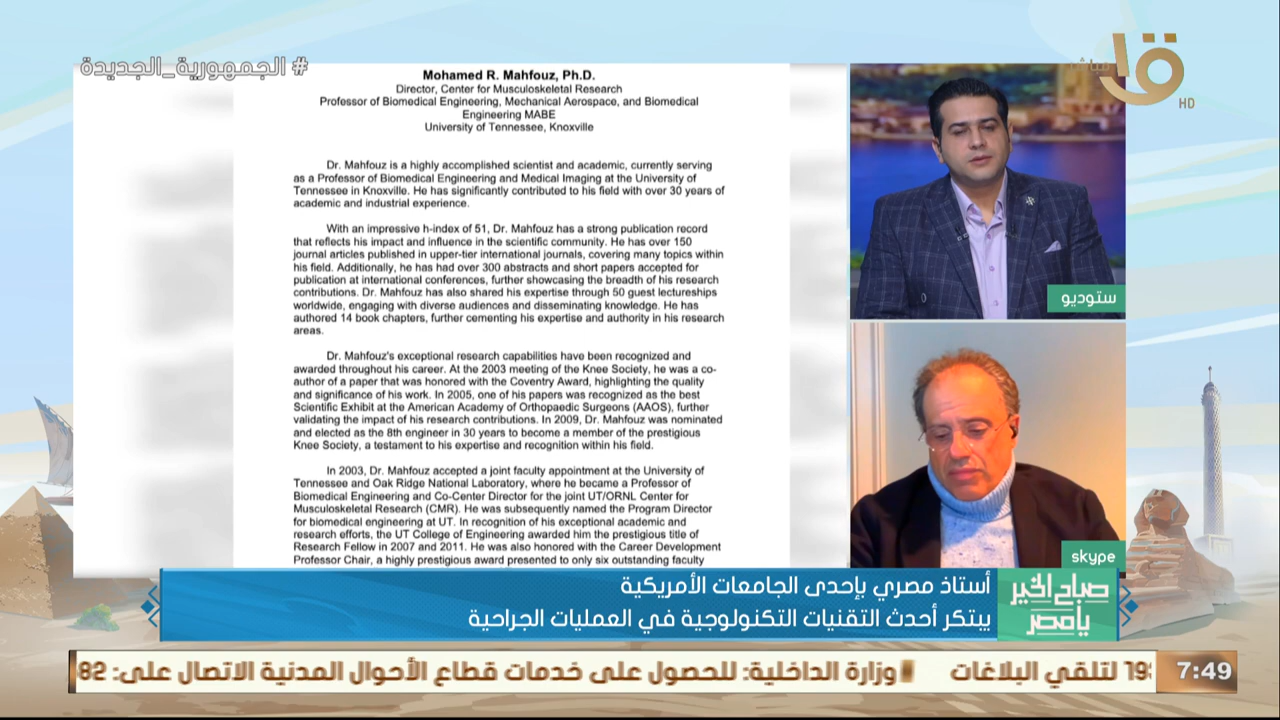 # الجمهورية_الجديدة
مباشر
HD
Mohamed R. Mahfouz, Ph.D.
Director, Center for Musculoskeletal Research
Professor of Biomedical Engineering, Mechanical Aerospace, and Biomedical
Engineering MABE
University of Tennessee, Knoxville
Dr. Mahfouz is a highly accomplished scientist and academic, currently serving
as a Professor of Biomedical Engineering and Medical Imaging at the University of
Tennessee in Knoxville. He has significantly contributed to his field with over 30 years of
academic and industrial experience.
With an impressive h-index of 51, Dr. Mahfouz has a strong publication record
that reflects his impact and influence in the scientific community. He has over 150
journal articles published in upper-tier international journals, covering many topics within
his field. Additionally, he has had over 300 abstracts and short papers accepted for
publication at international conferences, further showcasing the breadth of his research
contributions. Dr. Mahfouz has also shared his expertise through 50 guest lectureships
worldwide, engaging with diverse audiences and disseminating knowledge. He has
authored 14 book chapters, further cementing his expertise and authority in his research
areas.
Dr. Mahfouz's exceptional research capabilities have been recognized and
awarded throughout his career. At the 2003 meeting of the Knee Society, he was a co-
author of a paper that was honored with the Coventry Award, highlighting the quality
and significance of his work. In 2005, one of his papers was recognized as the best
Scientific Exhibit at the American Academy of Orthopaedic Surgeons (AAOS), further
validating the impact of his research contributions. In 2009, Dr. Mahfouz was nominated
and elected as the 8th engineer in 30 years to become a member of the prestigious
Knee Society, a testament to his expertise and recognition within his field.
In 2003, Dr. Mahfouz accepted a joint faculty appointment at the University of
Tennessee and Oak Ridge National Laboratory, where he became a Professor of
Biomedical Engineering and Co-Center Director for the joint UT/ORNL Center for
Musculoskeletal Research (CMR). He was subsequently named the Program Director
for biomedical engineering at UT. In recognition of his exceptional academic and
research efforts, the UT College of Engineering awarded him the prestigious title of
Research Fellow in 2007 and 2011. He was also honored with the Career Development
Professor Chair, a highly prestigious award presented to only six outstanding faculty
ستوديو
skype
صباح الخير
يا مصر
أستاذ مصري بإحدى الجامعات الأمريكية
يبتكر أحدث التقنيات التكنولوجية في العمليات الجراحية
لتلقي البلاغات وزارة الداخلية: للحصول على خدمات قطاع الأحوال المدنية الاتصال على: 82
7:49